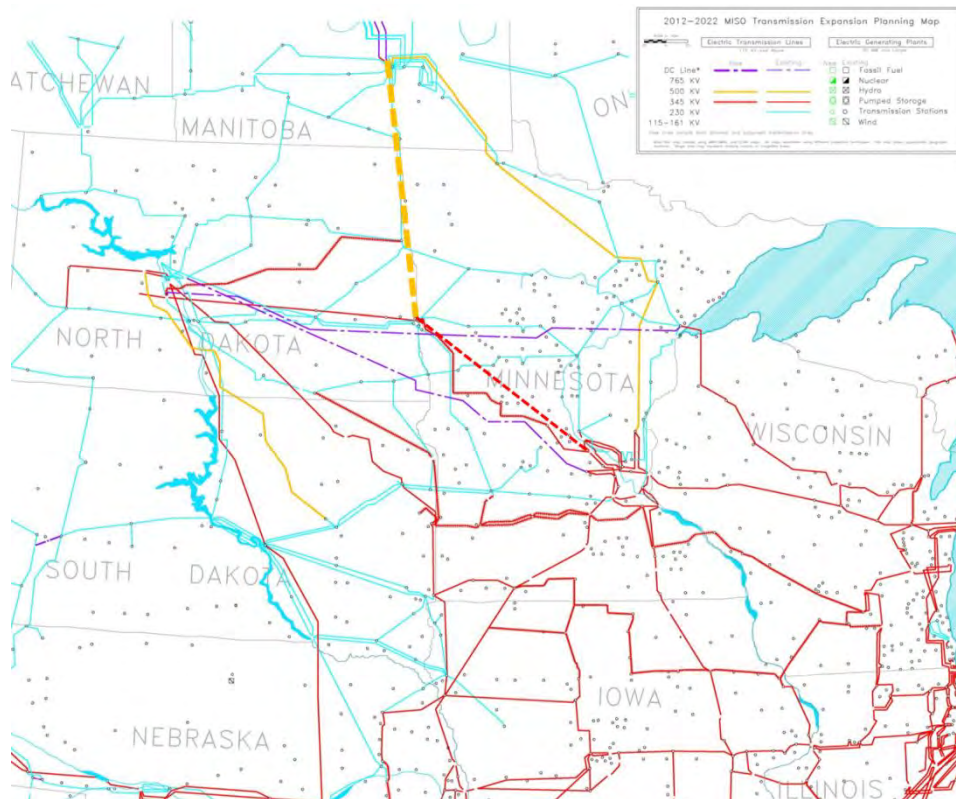 2012-2022 MISO Transmission Expansion Planning Map
Electric Transmission Lines
Electric Generating Plants
New Existing
New Existing
DC Line*
765 KV
500 KV
345 KV
230 KV
115-161 KV
Fossil Fuel
Nuclear
Hydro
Pumped Storage
Transmission Stations
Wind
ATCHEWAN
MANITOBA
ON
NORTH DAKOTA
MINNESOTA
WISCONSIN
SOUTH DAKOTA
IOWA
NEBRASKA
ILLINOIS